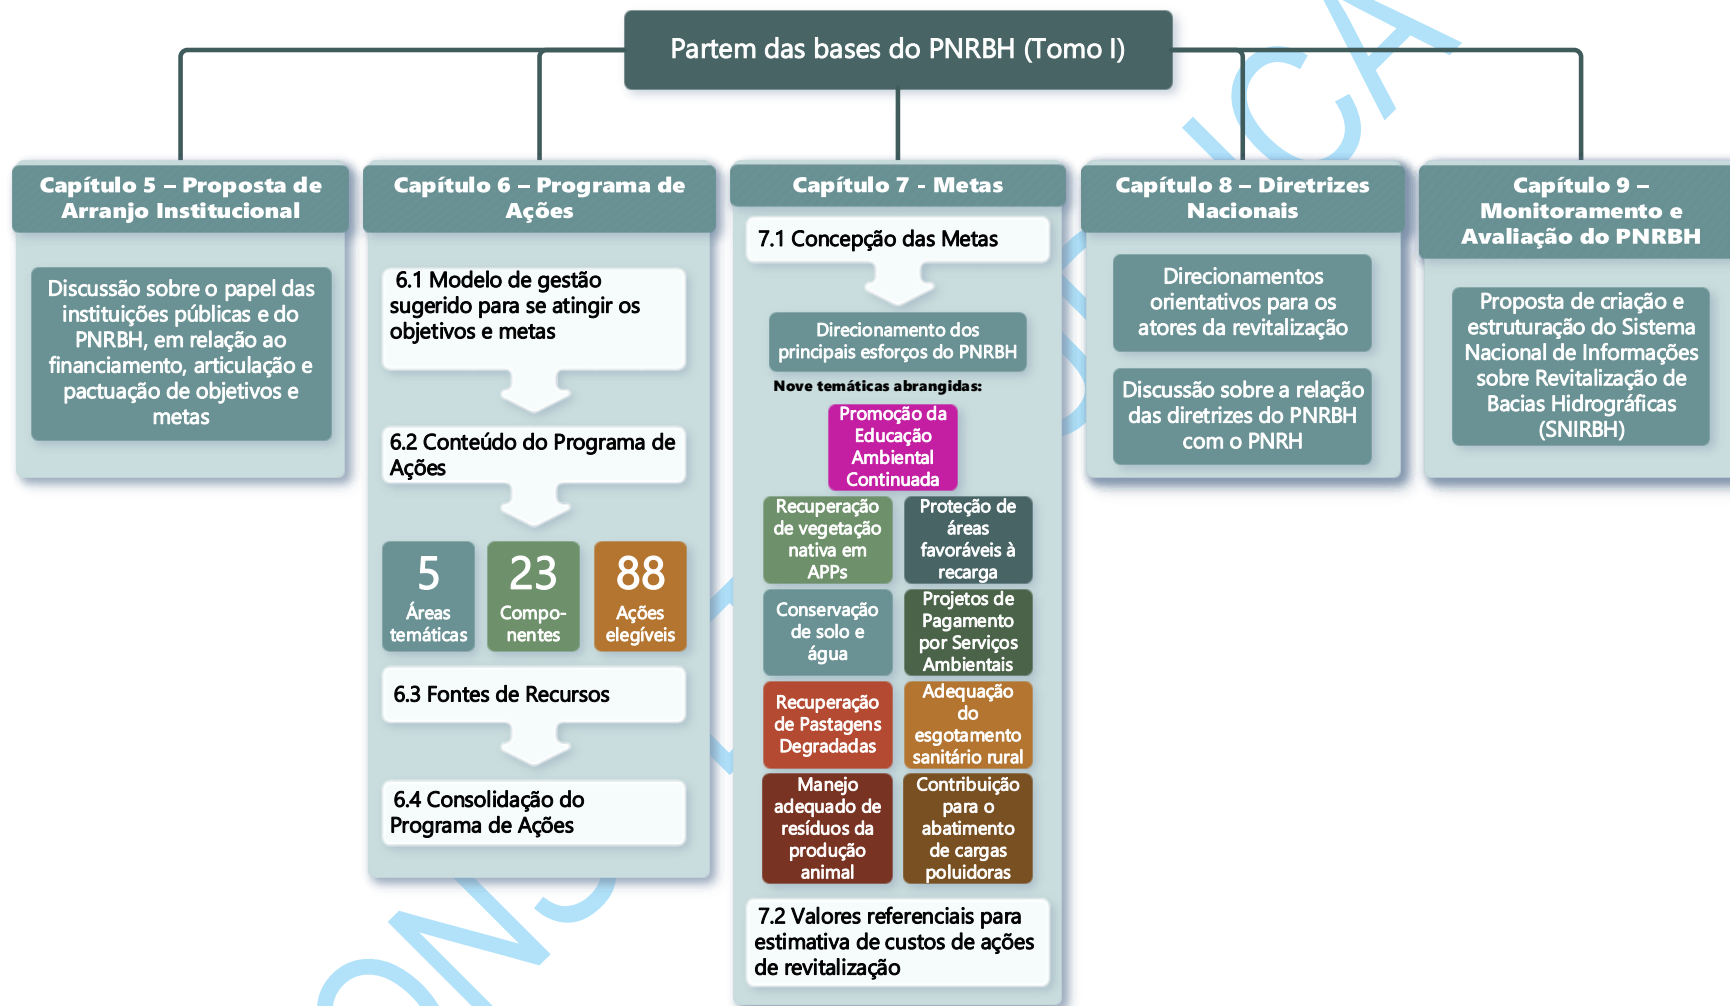 Partem das bases do PNRBH (Tomo I)
Capítulo 5 – Proposta de
Arranjo Institucional
Discussão sobre o papel das
instituições públicas e do
PNRBH, em relação ao
financiamento, articulação e
pactuação de objetivos e
metas
Capítulo 6 – Programa de
Ações
6.1 Modelo de gestão
sugerido para se atingir os
objetivos e metas
6.2 Conteúdo do Programa de
Ações
5
Áreas
temáticas
23
Compo-
nentes
88
Ações
elegíveis
6.3 Fontes de Recursos
6.4 Consolidação do
Programa de Ações
Capítulo 7 - Metas
7.1 Concepção das Metas
Direcionamento dos
principais esforços do PNRBH
Nove temáticas abrangidas:
Promoção da
Educação
Ambiental
Continuada
Recuperação
de vegetação
nativa em
APPs
Proteção de
áreas
favoráveis à
recarga
Conservação
de solo e
água
Projetos de
Pagamento
por Serviços
Ambientais
Recuperação
de Pastagens
Degradadas
Adequação
do
esgotamento
sanitário rural
Manejo
adequado de
resíduos da
produção
animal
Contribuição
para o
abatimento
de cargas
poluidoras
7.2 Valores referenciais para
estimativa de custos de ações
de revitalização
Capítulo 8 – Diretrizes
Nacionais
Direcionamentos
orientativos para os
atores da revitalização
Discussão sobre a relação
das diretrizes do PNRBH
com o PNRH
Capítulo 9 –
Monitoramento e
Avaliação do PNRBH
Proposta de criação e
estruturação do Sistema
Nacional de Informações
sobre Revitalização de
Bacias Hidrográficas
(SNIRBH)